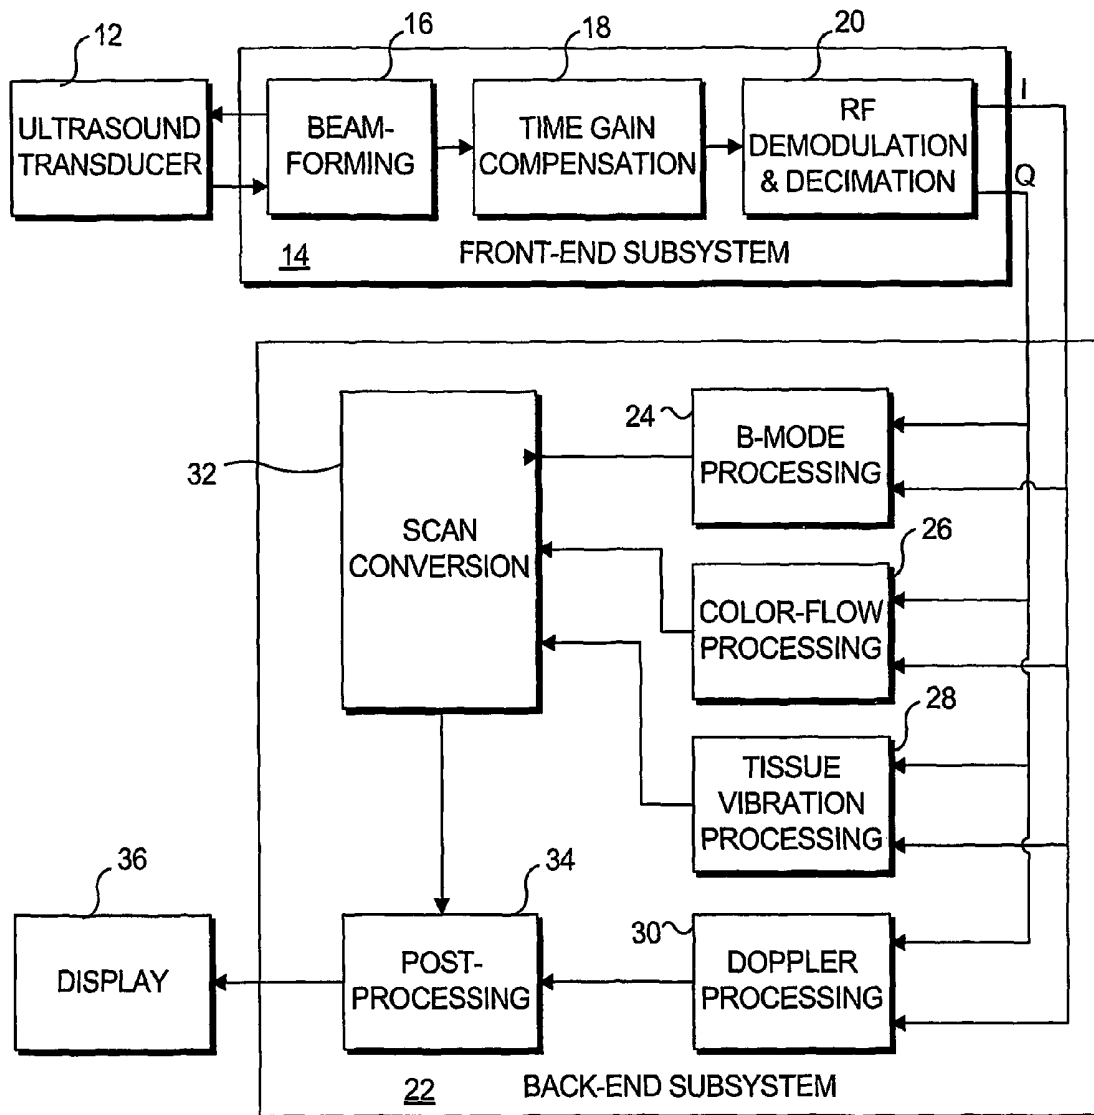 12
16
18
20
ULTRASOUND
TRANSDUCER
BEAM-
FORMING
TIME GAIN
COMPENSATION
RF
DEMODULATION
& DECIMATION
I
Q
14
FRONT-END SUBSYSTEM
32
SCAN
CONVERSION
24
B-MODE
PROCESSING
26
COLOR-FLOW
PROCESSING
28
TISSUE
VIBRATION
PROCESSING
36
DISPLAY
34
POST-
PROCESSING
30
DOPPLER
PROCESSING
22
BACK-END SUBSYSTEM